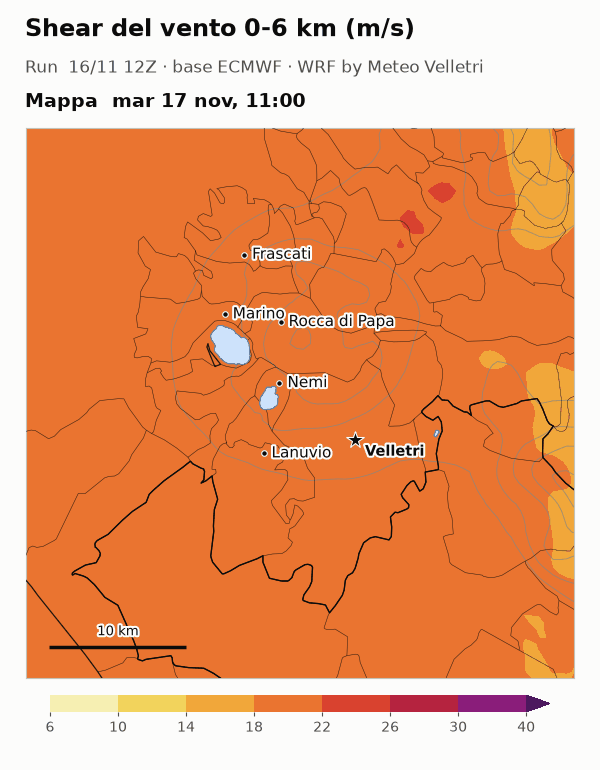 Shear del vento 0-6 km (m/s)
Run  16/11 12Z · base ECMWF · WRF by Meteo Velletri
Mappa  mar 17 nov, 11:00
Frascati
Marino
Rocca di Papa
Nemi
Velletri
Lanuvio
10 km
6 10 14 18 22 26 30 40